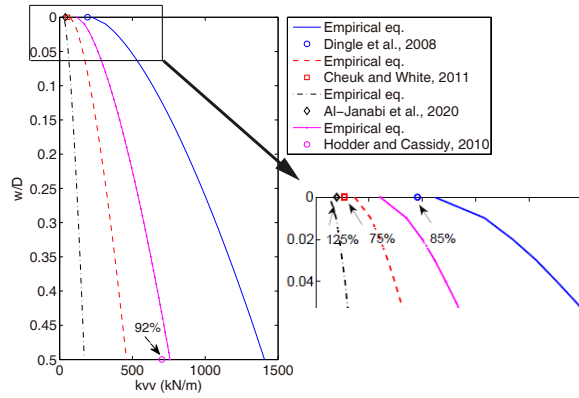 0
0.05
0.1
0.15
0.2
0.25
0.3
0.35
0.4
0.45
0.5
w/D
0
500
1000
1500
kvv (kN/m)
92%
Empirical eq.
Dingle et al., 2008
Empirical eq.
Cheuk and White, 2011
Empirical eq.
Al-Janabi et al., 2020
Empirical eq.
Hodder and Cassidy, 2010
0
0.02
0.04
125%
75%
85%